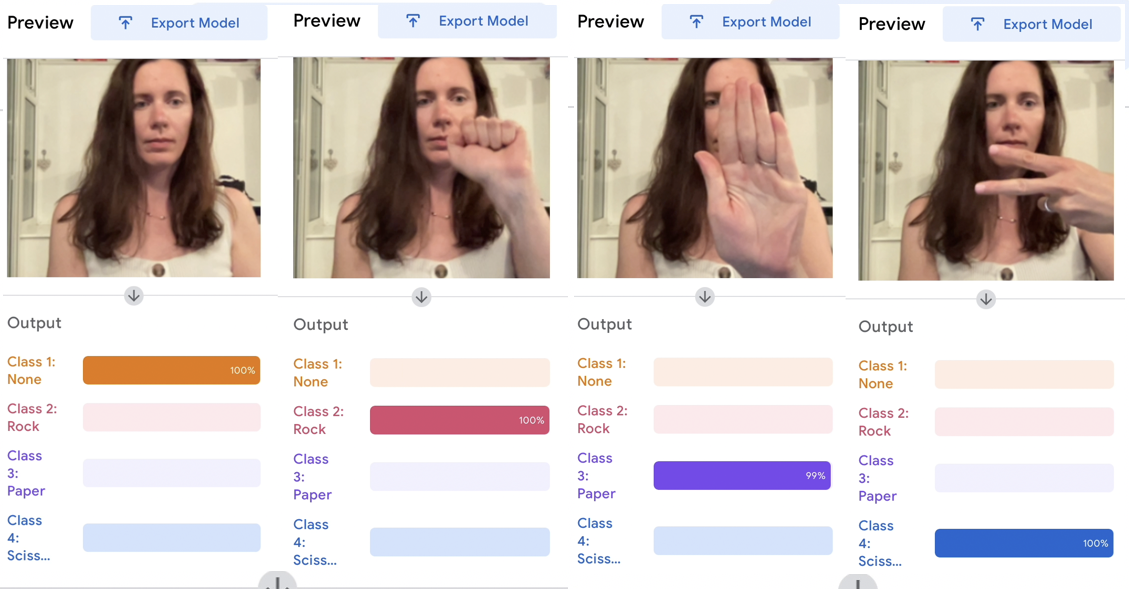 Preview
Export Model
Output
Class 1:
None
100%
Class 2:
Rock
Class
3:
Paper
Class
4:
Sciss...
Preview
Export Model
Output
Class 1:
None
Class 2:
Rock
100%
Class
3:
Paper
Class
4:
Sciss...
Preview
Export Model
Output
Class 1:
None
Class 2:
Rock
Class
3:
Paper
99%
Class
4:
Sciss...
Preview
Export Model
Output
Class 1:
None
Class 2:
Rock
Class
3:
Paper
Class
4:
Sciss...
100%